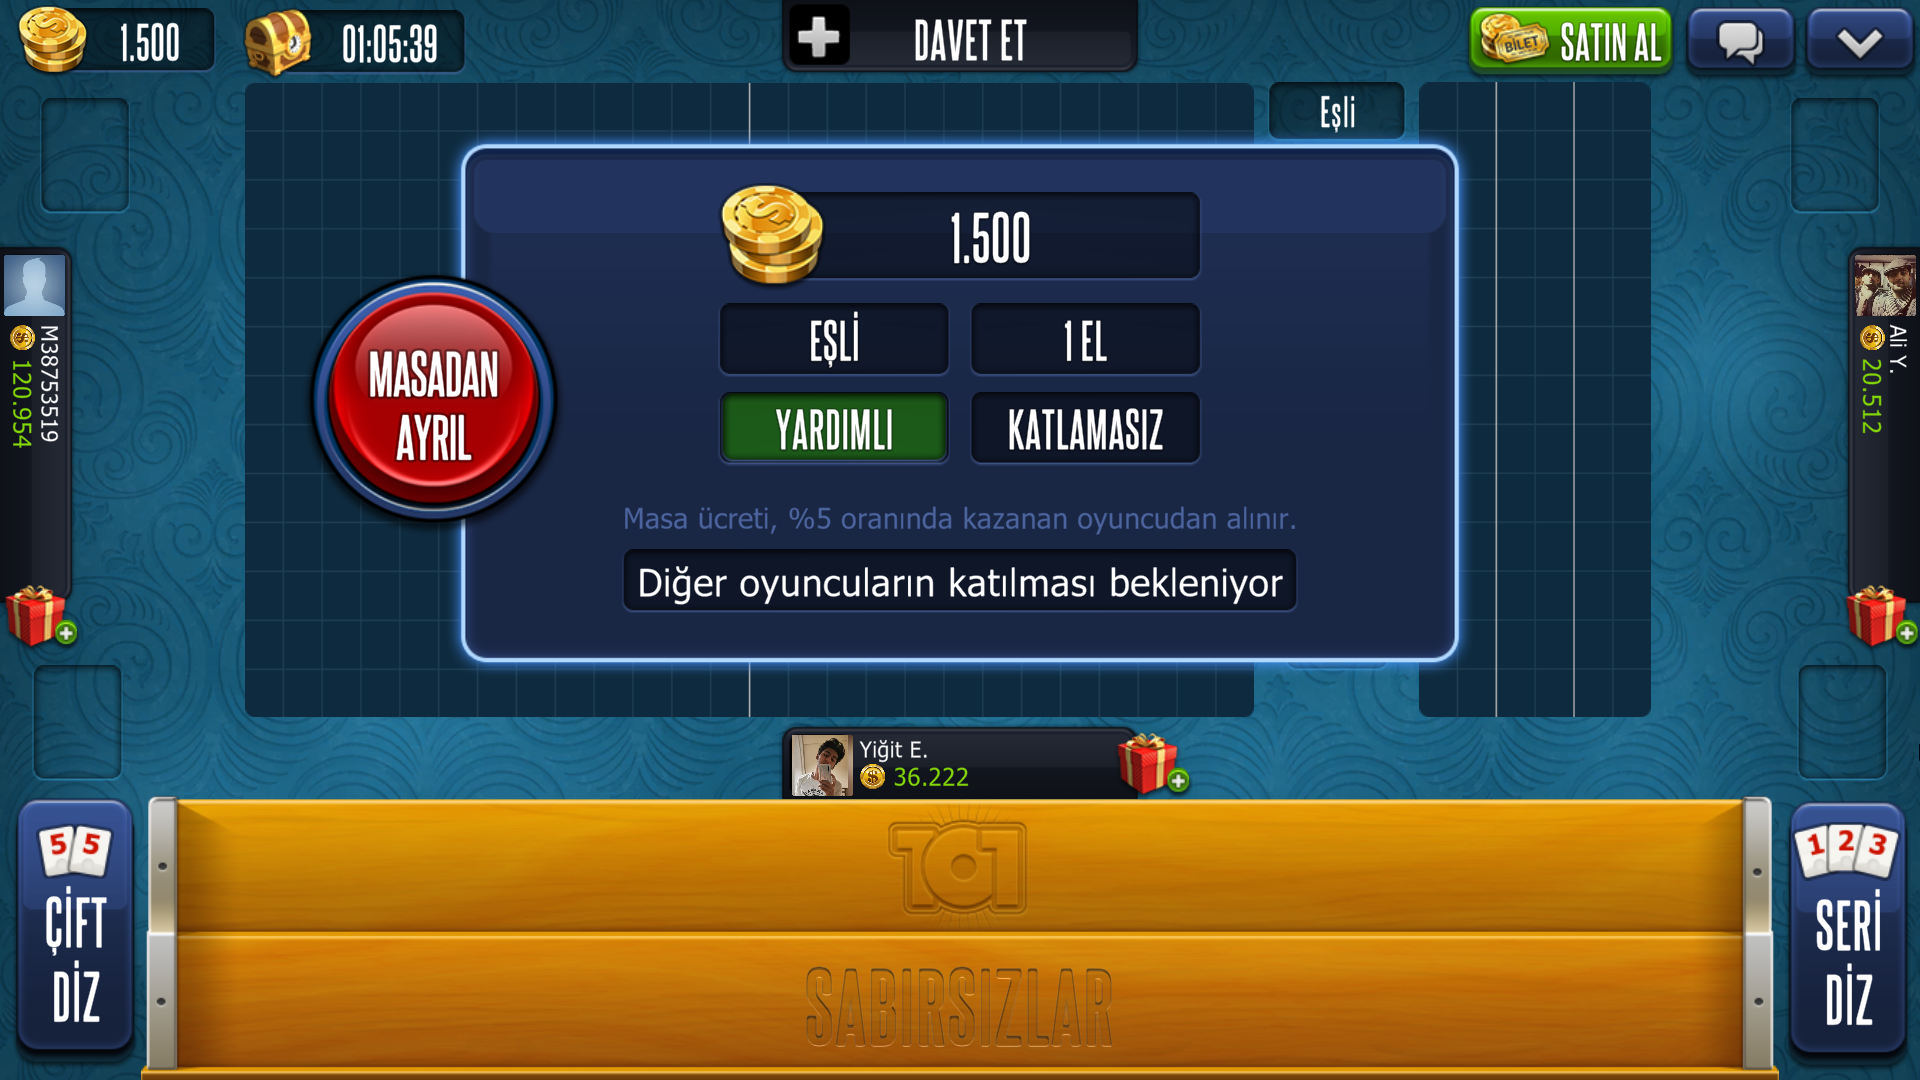 1.500
01:05:39
DAVET ET
BİLET
SATIN AL
Eşli
1.500
EŞLİ
1 EL
YARDIMLI
KATLAMASIZ
MASADAN
AYRIL
Masa ücreti, %5 oranında kazanan oyuncudan alınır.
Diğer oyuncuların katılması bekleniyor
M387553519
120.954
Ali Y.
20.512
Yiğit E.
36.222
101
SABIRSIZLAR
5 5
ÇİFT
DİZ
1 2 3
SERİ
DİZ